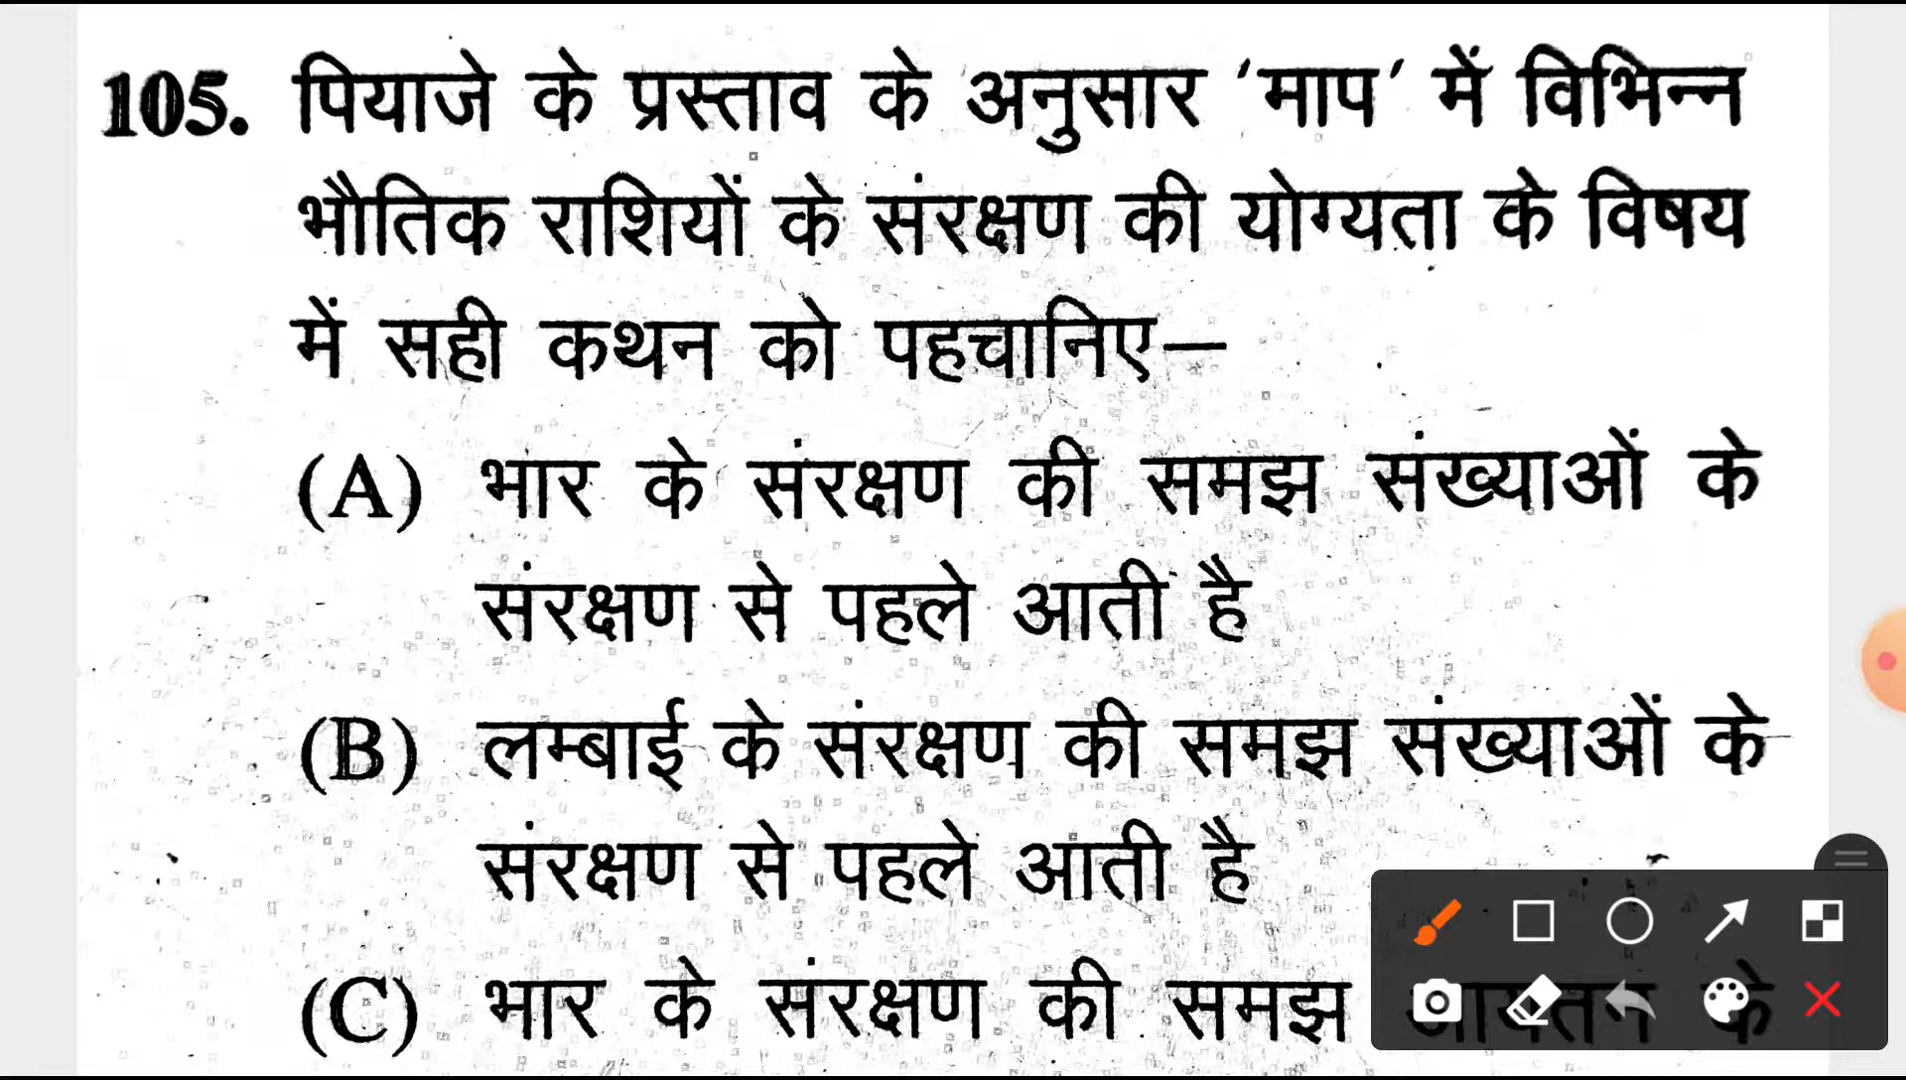 105. पियाजे के प्रस्ताव के अनुसार ‘माप’ में विभिन्न
भौतिक राशियों के संरक्षण की योग्यता के विषय
में सही कथन को पहचानिए—
(A) भार के संरक्षण की समझ संख्याओं के
संरक्षण से पहले आती है
(B) लम्बाई के संरक्षण की समझ संख्याओं के
संरक्षण से पहले आती है
(C) भार के संरक्षण की समझ आयतन के